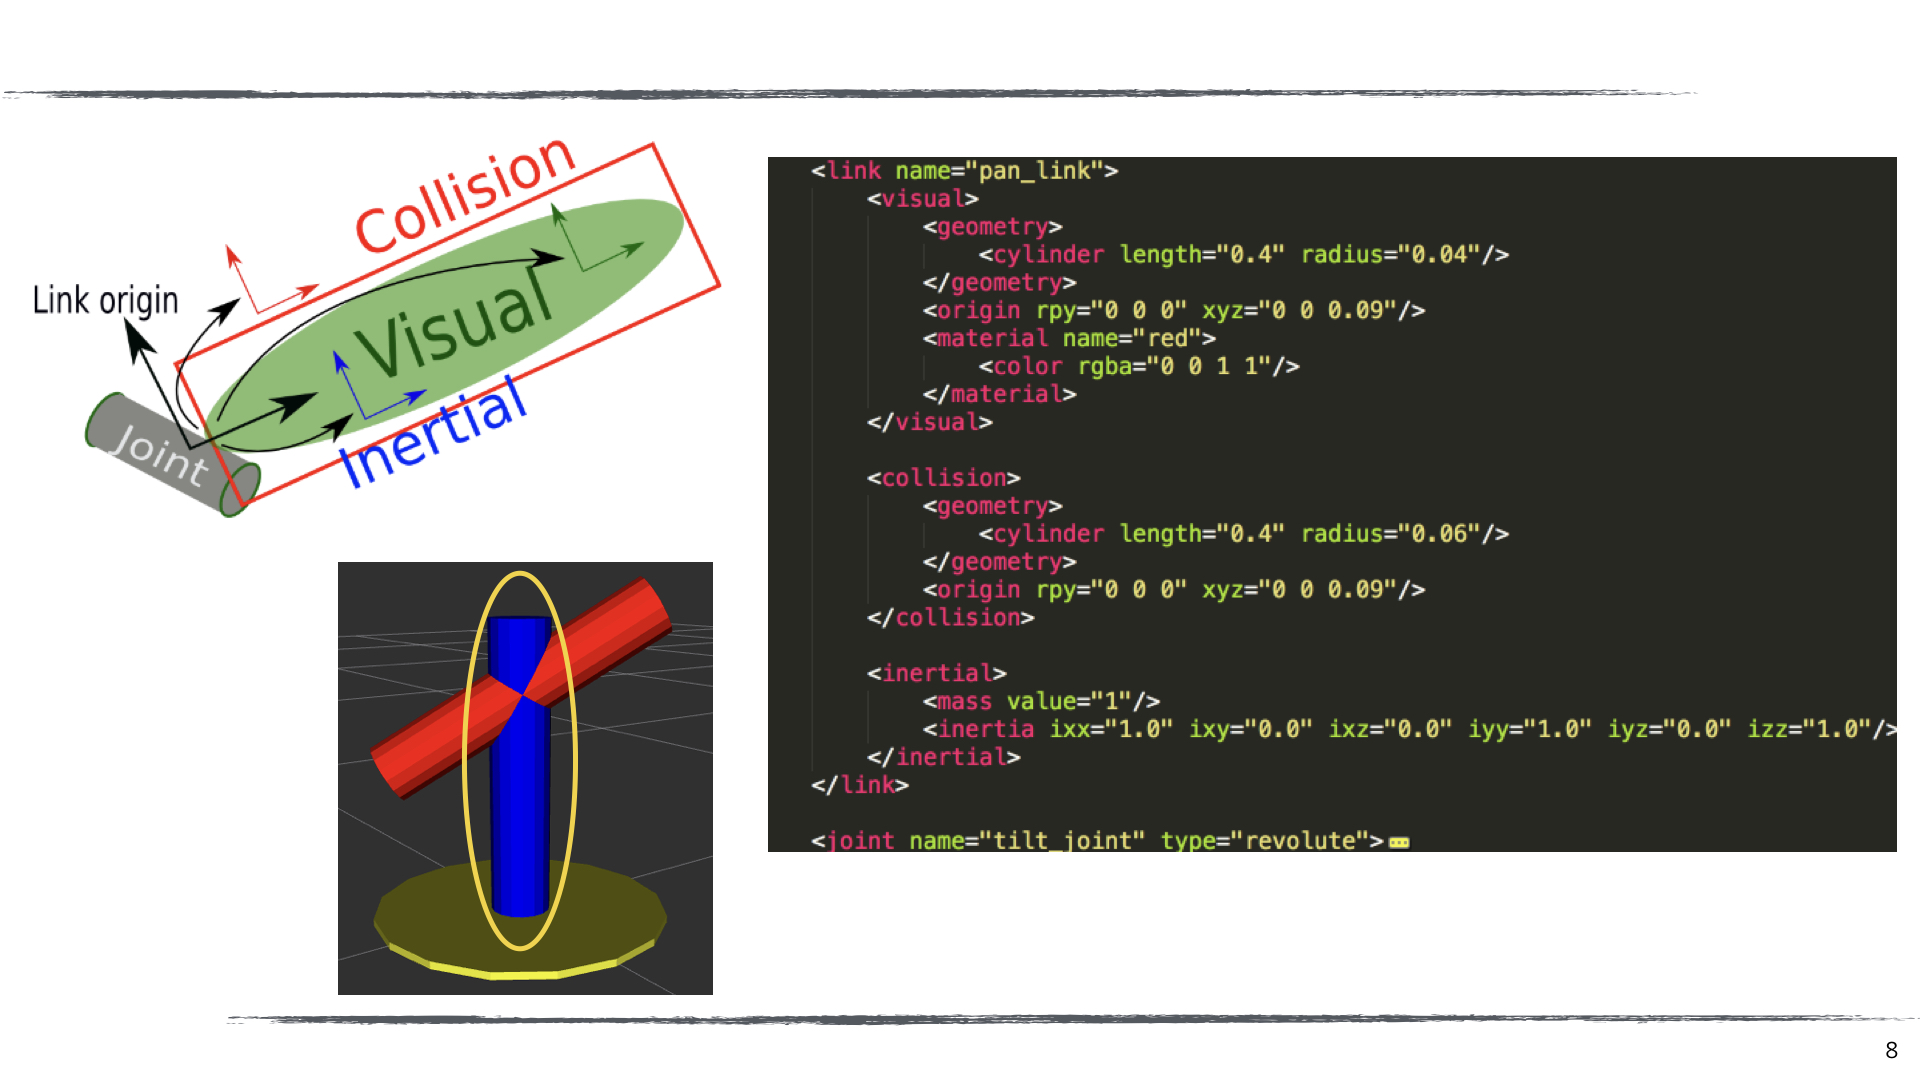 Collision
Link origin
Visual
Inertial
Joint
<link name="pan_link">
<visual>
<geometry>
<cylinder length="0.4" radius="0.04"/>
</geometry>
<origin rpy="0 0 0" xyz="0 0 0.09"/>
<material name="red">
<color rgba="0 0 1 1"/>
</material>
</visual>
<collision>
<geometry>
<cylinder length="0.4" radius="0.06"/>
</geometry>
<origin rpy="0 0 0" xyz="0 0 0.09"/>
</collision>
<inertial>
<mass value="1"/>
<inertia ixx="1.0" ixy="0.0" ixz="0.0" iyy="1.0" iyz="0.0" izz="1.0"/>
</inertial>
</link>
<joint name="tilt_joint" type="revolute">
8